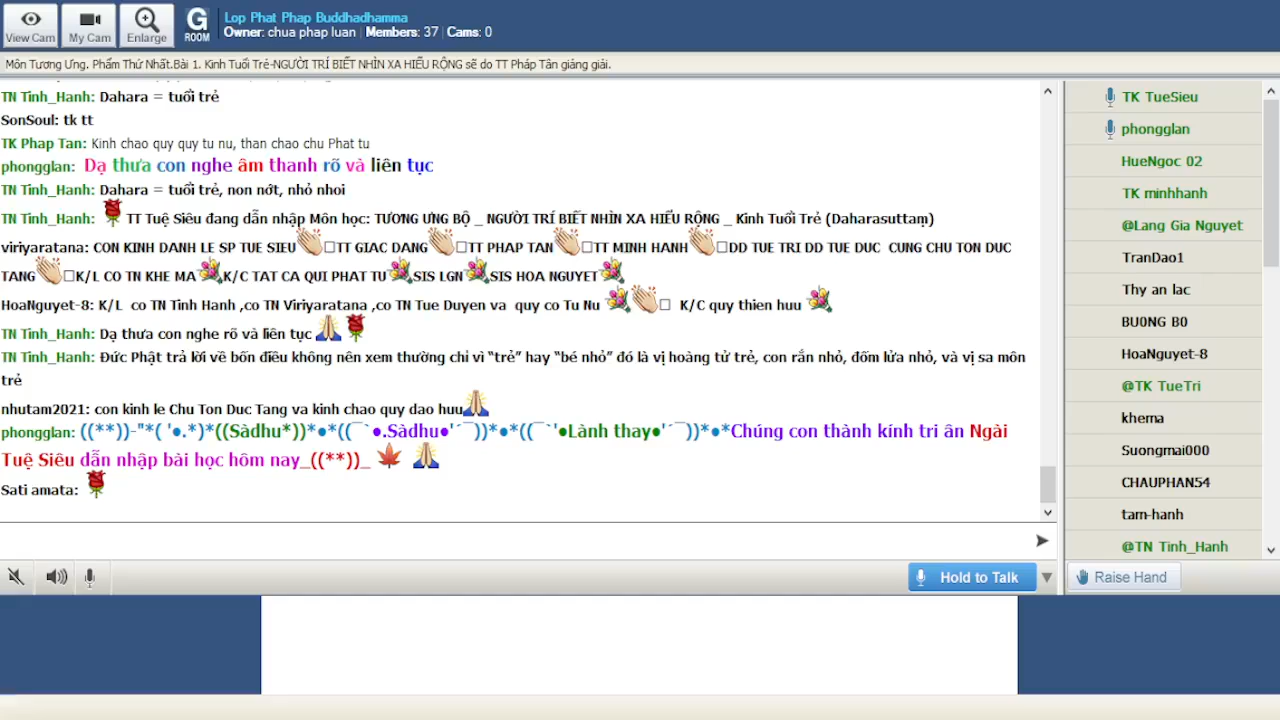 Lop Phat Phap Buddhadhamma
Owner: chua phap luan | Members: 37 | Cams: 0
View Cam
My Cam
Enlarge
G
ROOM
Môn Tương Ưng. Phẩm Thứ Nhất.Bài 1. Kinh Tuổi Trẻ-NGƯỜI TRÍ BIẾT NHÌN XA HIỂU RỘNG sẽ do TT Pháp Tân giảng giải.
TN Tinh_Hanh: Dahara = tuổi trẻ
SonSoul: tk tt
TK Phap Tan: Kinh chao quy quy tu nu, than chao chu Phat tu
phongglan: Dạ thưa con nghe âm thanh rõ và liên tục
TN Tinh_Hanh: Dahara = tuổi trẻ, non nớt, nhỏ nhoi
TN Tinh_Hanh: 🌹TT Tuệ Siêu đang dẫn nhập Môn học: TƯƠNG ƯNG BỘ _ NGƯỜI TRÍ BIẾT NHÌN XA HIỂU RỘNG _ Kinh Tuổi Trẻ (Daharasuttaṃ)
viriyaratana: CON KINH DANH LE SP TUE SIEU👏🏻□TT GIAC DANG👏🏻□TT PHAP TAN👏🏻□TT MINH HANH👏🏻□DD TUE TRI DD TUE DUC CUNG CHU TON DUC
TANG👏🏻□K/L CO TN KHE MA💐K/C TAT CA QUI PHAT TU💐SIS LGN💐SIS HOA NGUYET💐
HoaNguyet-8: K/L co TN Tinh Hanh ,co TN Viriyaratana ,co TN Tue Duyen va quy co Tu Nu 💐👏🏻□ K/C quy thien huu 💐
TN Tinh_Hanh: Dạ thưa con nghe rõ và liên tục 🙏🌹
TN Tinh_Hanh: Đức Phật trả lời về bốn điều không nên xem thường chỉ vì “trẻ” hay “bé nhỏ” đó là vị hoàng tử trẻ, con rắn nhỏ, đốm lửa nhỏ, và vị sa môn
trẻ
nhutam2021: con kinh le Chu Ton Duc Tang va kinh chao quy dao huu🙏
phongglan: ((**))-"*( '●.*)*((Sàdhu*))*●*((¯`●.Sàdhu●'´¯))*●*((¯`'●Lành thay●'´¯))*●*Chúng con thành kính tri ân Ngài
Tuệ Siêu dẫn nhập bài học hôm nay_((**))_ 🍁 🙏
Sati amata: 🌹
TK TueSieu
phongglan
HueNgoc 02
TK minhhanh
@Lang Gia Nguyet
TranDao1
Thy an lac
BU0NG B0
HoaNguyet-8
@TK TueTri
khema
Suongmai000
CHAUPHAN54
tam-hanh
@TN Tinh_Hanh
Hold to Talk
Raise Hand